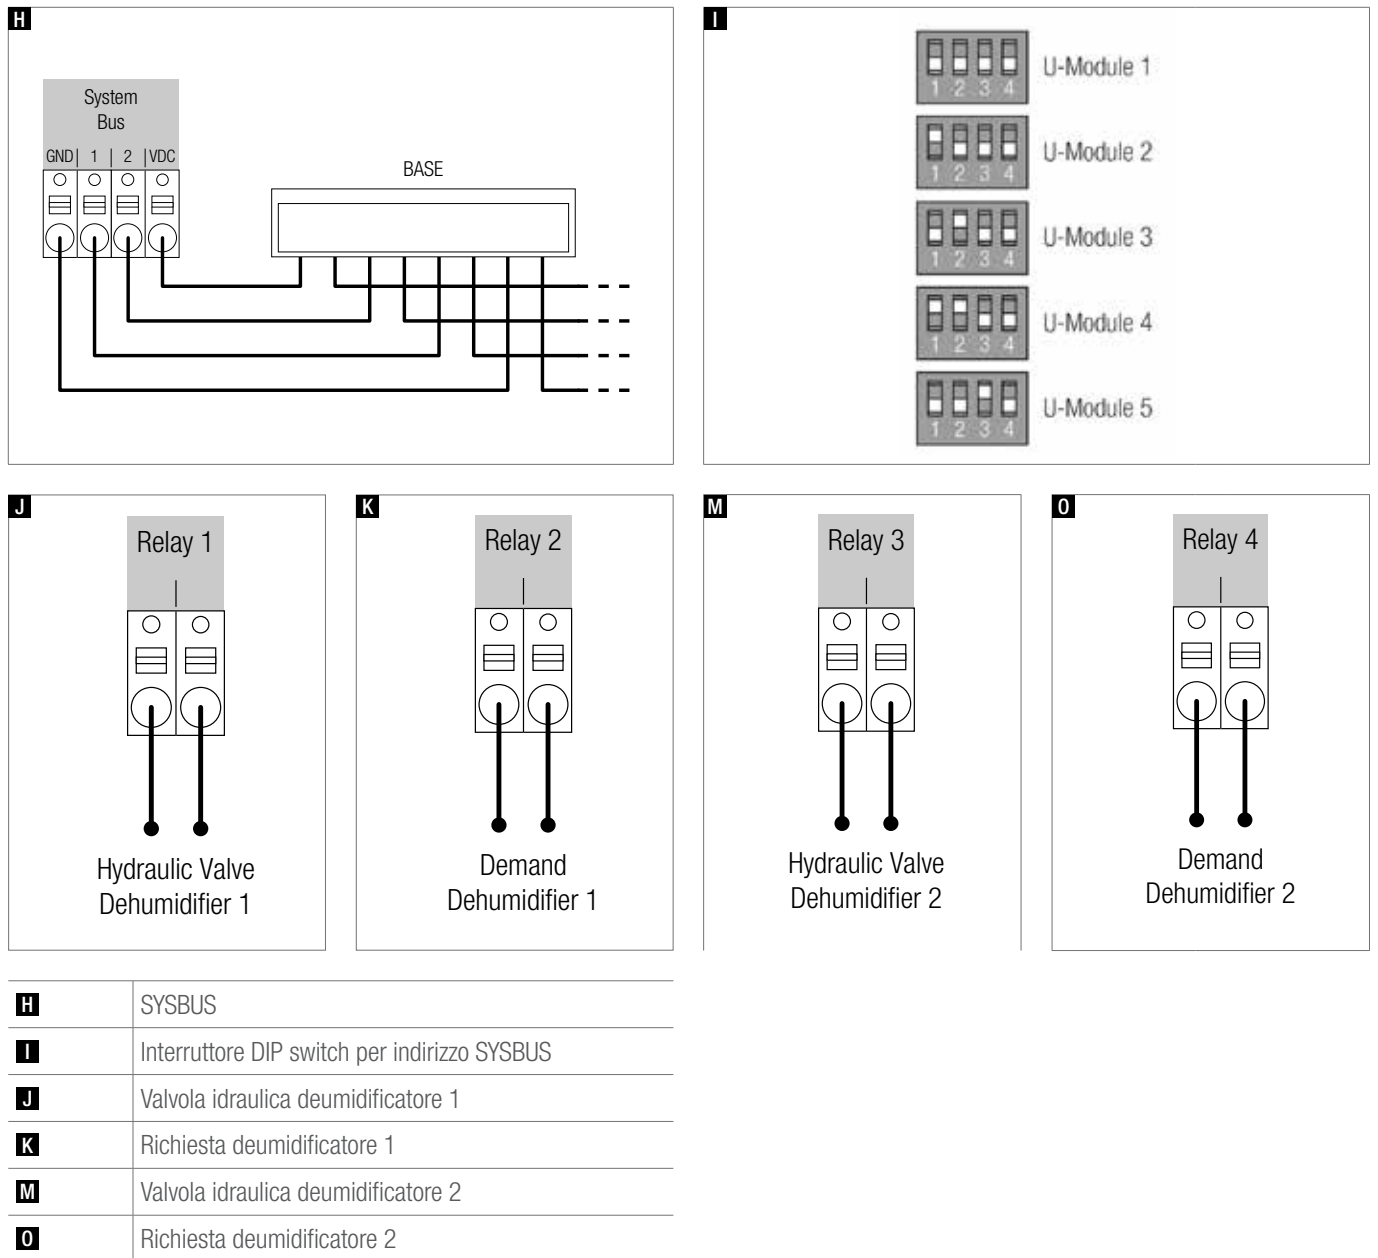 H
System
Bus
GND| 1 | 2 |VDC
BASE
I
1 2 3 4 U-Module 1
1 2 3 4 U-Module 2
1 2 3 4 U-Module 3
1 2 3 4 U-Module 4
1 2 3 4 U-Module 5
J
Relay 1
Hydraulic Valve
Dehumidifier 1
K
Relay 2
Demand
Dehumidifier 1
M
Relay 3
Hydraulic Valve
Dehumidifier 2
O
Relay 4
Demand
Dehumidifier 2
H SYSBUS
I Interruttore DIP switch per indirizzo SYSBUS
J Valvola idraulica deumidificatore 1
K Richiesta deumidificatore 1
M Valvola idraulica deumidificatore 2
O Richiesta deumidificatore 2